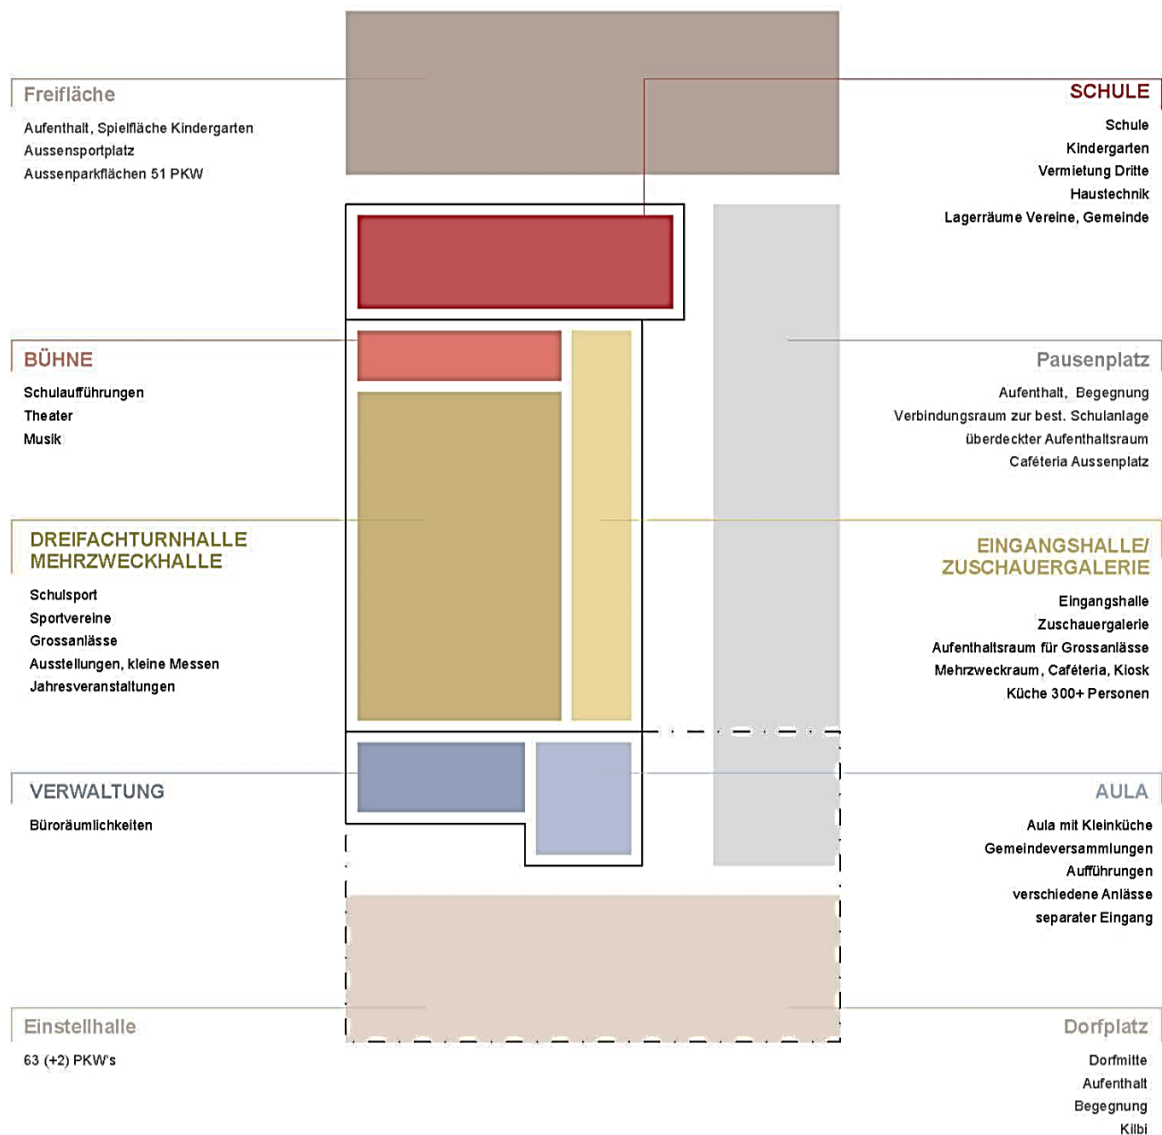 Freifläche
Aufenthalt, Spielfläche Kindergarten
Aussensportplatz
Aussenparkflächen 51 PKW
SCHULE
Schule
Kindergarten
Vermietung Dritte
Haustechnik
Lagerräume Vereine, Gemeinde
BÜHNE
Schulaufführungen
Theater
Musik
Pausenplatz
Aufenthalt, Begegnung
Verbindungsraum zur best. Schulanlage
überdeckter Aufenthaltsraum
Caféteria Aussenplatz
DREIFACHTURNHALLE
MEHRZWECKHALLE
Schulsport
Sportvereine
Grossanlässe
Ausstellungen, kleine Messen
Jahresveranstaltungen
EINGANGSHALLE/
ZUSCHAUERGALERIE
Eingangshalle
Zuschauergalerie
Aufenthaltsraum für Grossanlässe
Mehrzweckraum, Caféteria, Kiosk
Küche 300+ Personen
VERWALTUNG
Büroräumlichkeiten
AULA
Aula mit Kleinküche
Gemeindeversammlungen
Aufführungen
verschiedene Anlässe
separater Eingang
Einstellhalle
63 (+2) PKW's
Dorfplatz
Dorfmitte
Aufenthalt
Begegnung
Kilbi